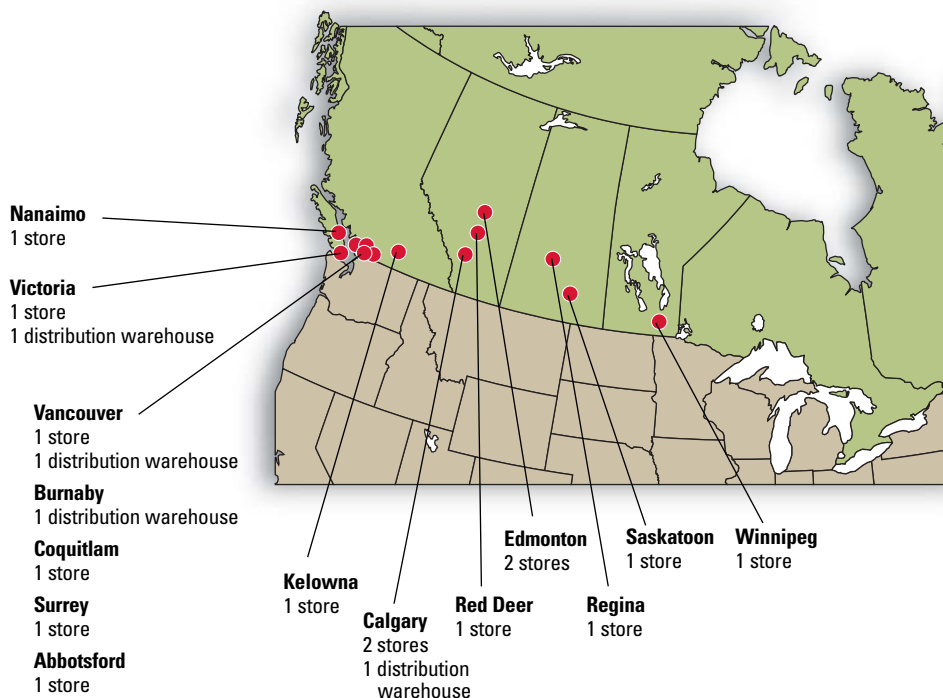 Nanaimo
1 store
Victoria
1 store
1 distribution warehouse
Vancouver
1 store
1 distribution warehouse
Burnaby
1 distribution warehouse
Coquitlam
1 store
Surrey
1 store
Abbotsford
1 store
Kelowna
1 store
Calgary
2 stores
1 distribution
warehouse
Red Deer
1 store
Edmonton
2 stores
Regina
1 store
Saskatoon
1 store
Winnipeg
1 store